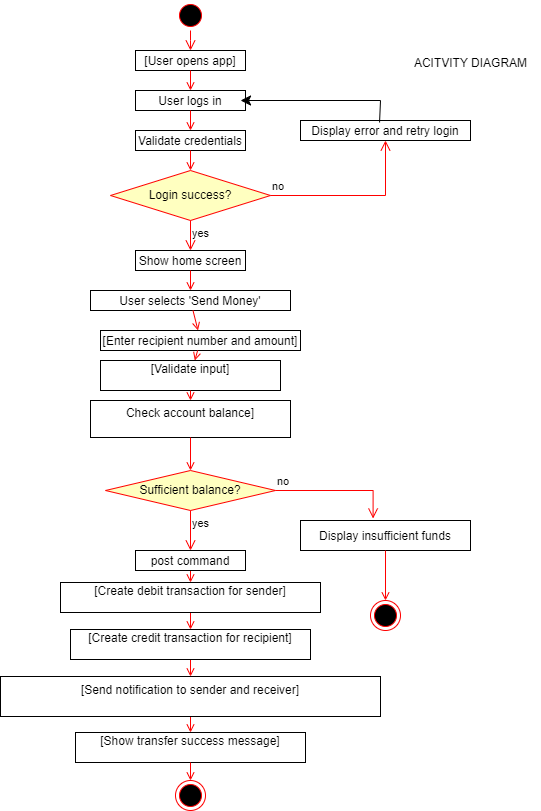 [User opens app]
ACITVITY DIAGRAM
User logs in
Display error and retry login
Validate credentials
Login success?
no
yes
Show home screen
User selects 'Send Money'
[Enter recipient number and amount]
[Validate input]
Check account balance]
Sufficient balance?
no
yes
Display insufficient funds
post command
[Create debit transaction for sender]
[Create credit transaction for recipient]
[Send notification to sender and receiver]
[Show transfer success message]